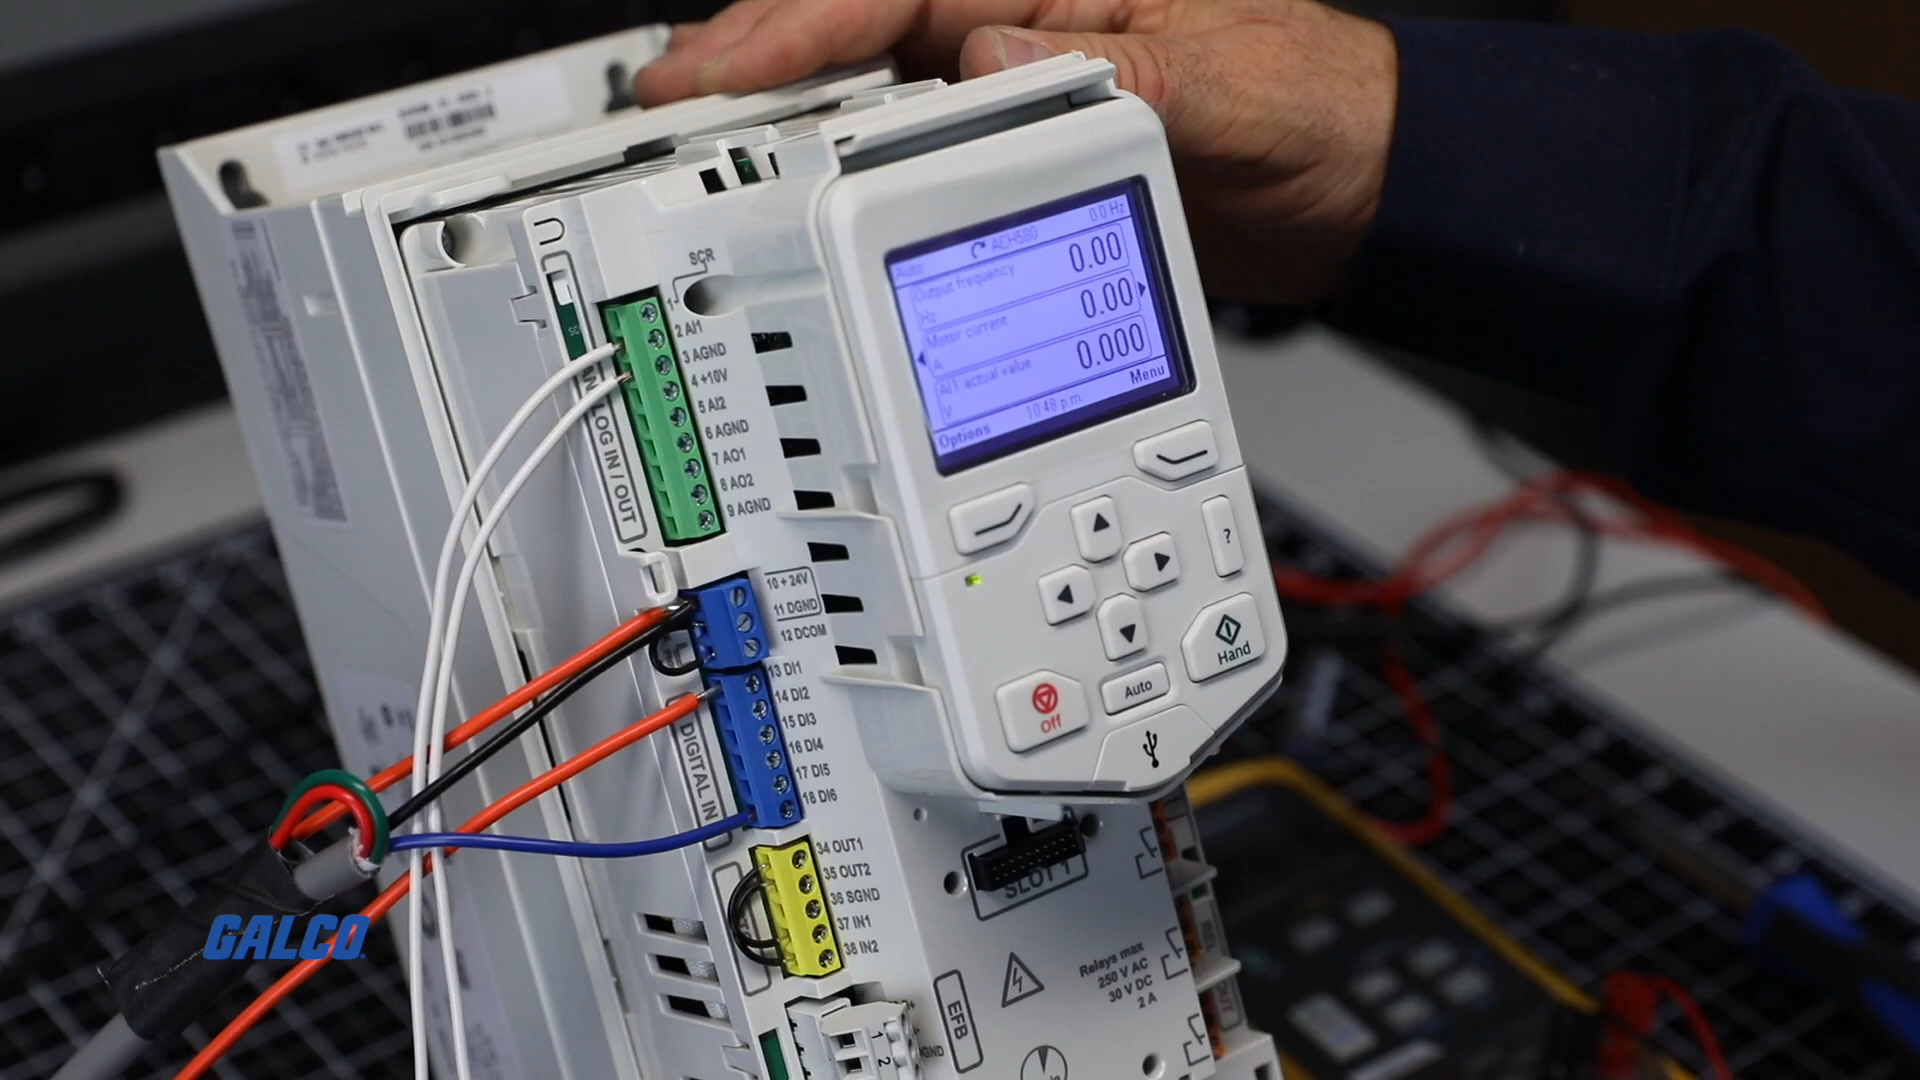 Auto
ACH580
0.0 Hz
Output frequency
Hz
0.00
Motor current
A
0.00
AI1 actual value
V
0.000
Options
10:48 p.m.
Menu
?
Hand
Auto
Off
SCR
1
2 AI1
3 AGND
4 +10V
5 AI2
6 AGND
7 AO1
8 AO2
9 AGND
ANALOG IN / OUT
10 + 24V
11 DGND
12 DCOM
13 DI1
14 DI2
15 DI3
16 DI4
17 DI5
18 DI6
DIGITAL IN
34 OUT1
35 OUT2
36 SGND
37 IN1
38 IN2
SLOT 1
Relays max
250 V AC
30 V DC
2 A
EFB
1
2
GALCO